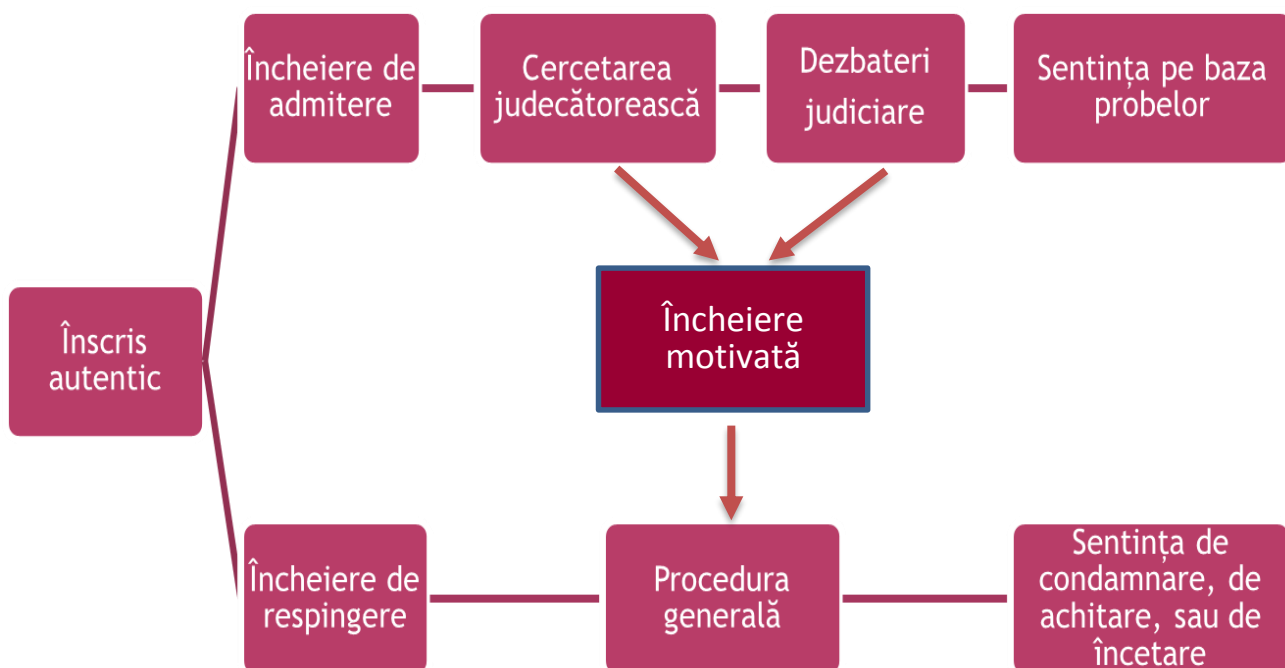 Încheiere de
admitere
Cercetarea
judecătorească
Dezbateri
judiciare
Sentința pe baza
probelor
Înscris
autentic
Încheiere
motivată
Încheiere de
respingere
Procedura
generală
Sentința de
condamnare, de
achitare, sau de
încetare